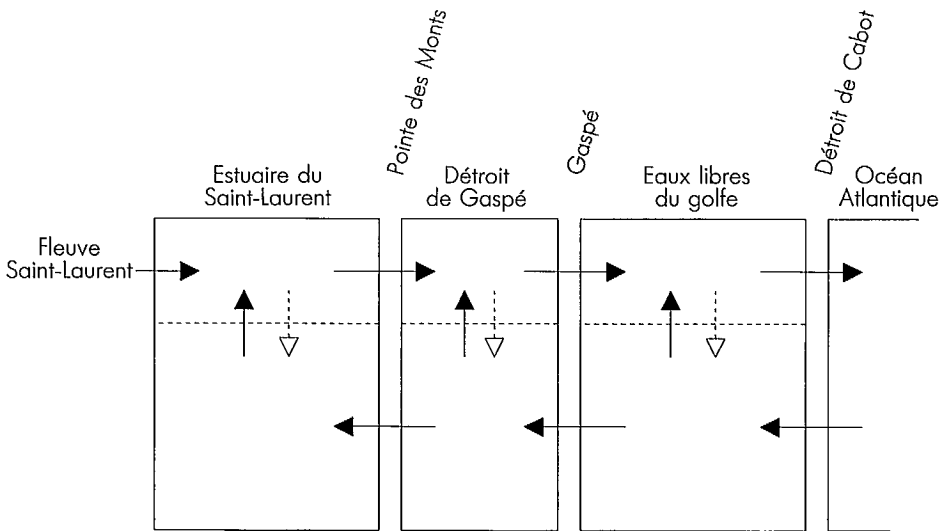 Pointe des Monts
Gaspé
Détroit de Cabot
Estuaire du
Saint-Laurent
Détroit
de Gaspé
Eaux libres
du golfe
Océan
Atlantique
Fleuve
Saint-Laurent